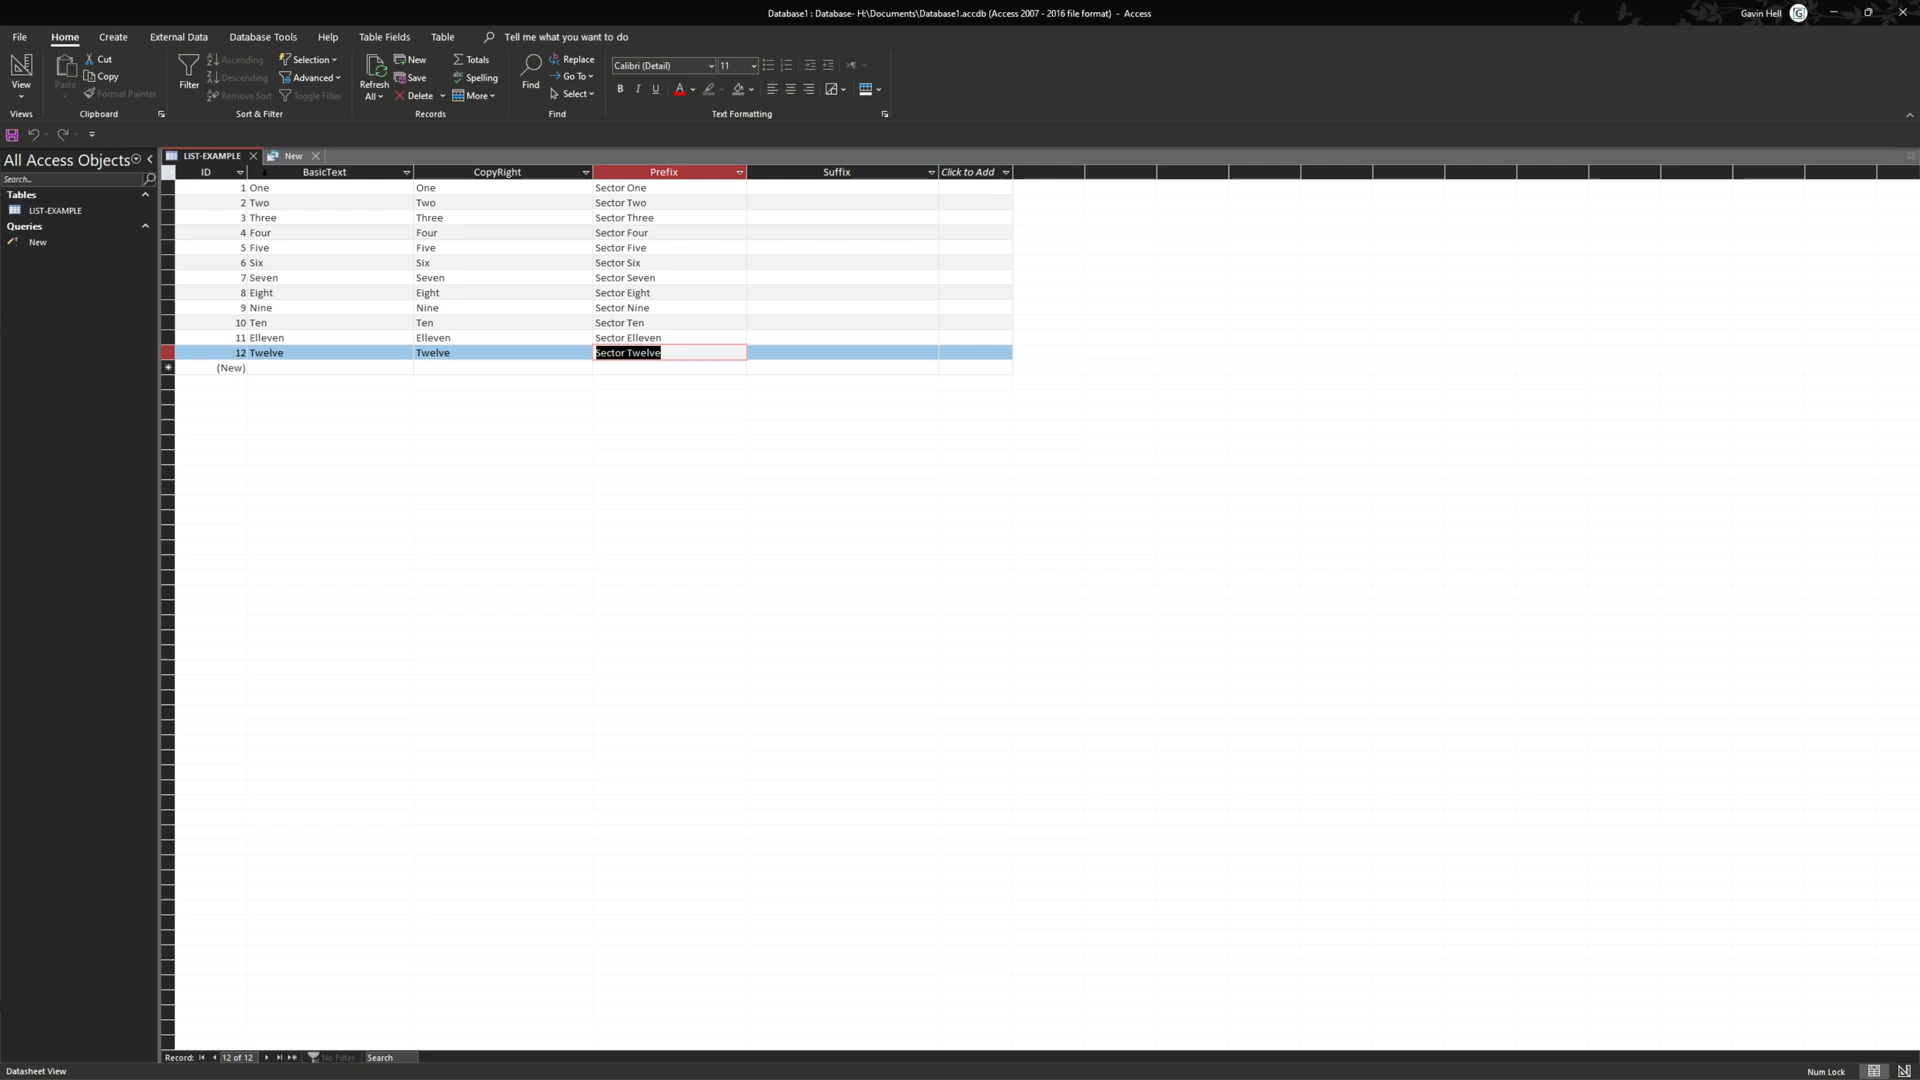 Database1 : Database- H:\Documents\Database1.accdb (Access 2007 - 2016 file format) - Access
Gavin Hell
File Home Create External Data Database Tools Help Table Fields Table Tell me what you want to do
View
Views
Paste
Cut
Copy
Format Painter
Clipboard
Filter
Ascending
Descending
Remove Sort
Selection
Advanced
Toggle Filter
Sort & Filter
Refresh
All
New
Save
Delete
Totals
Spelling
More
Records
Find
Replace
Go To
Select
Find
Calibri (Detail) 11
B I U A
Text Formatting
All Access Objects
Search...
Tables
LIST-EXAMPLE
Queries
New
LIST-EXAMPLE New
ID BasicText CopyRight Prefix Suffix Click to Add
1 One One Sector One
2 Two Two Sector Two
3 Three Three Sector Three
4 Four Four Sector Four
5 Five Five Sector Five
6 Six Six Sector Six
7 Seven Seven Sector Seven
8 Eight Eight Sector Eight
9 Nine Nine Sector Nine
10 Ten Ten Sector Ten
11 Elleven Elleven Sector Elleven
12 Twelve Twelve Sector Twelve
(New)
Record: 12 of 12 No Filter Search
Datasheet View
Num Lock